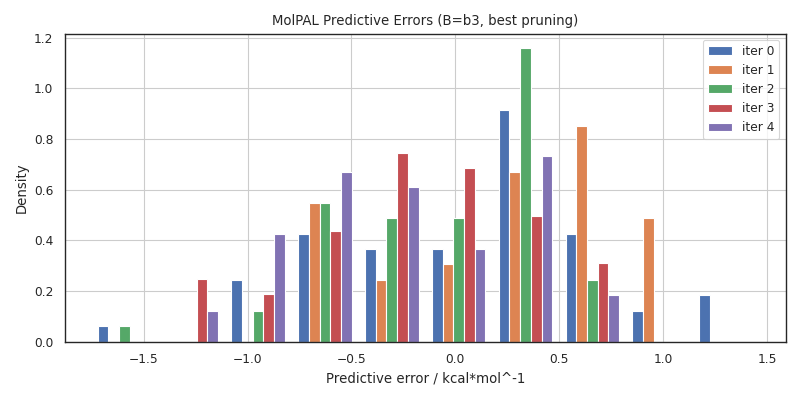 MolPAL Predictive Errors (B=b3, best pruning)
iter 0
iter 1
iter 2
iter 3
iter 4
Density
1.2
1.0
0.8
0.6
0.4
0.2
0.0
−1.5 −1.0 −0.5 0.0 0.5 1.0 1.5
Predictive error / kcal*mol^-1